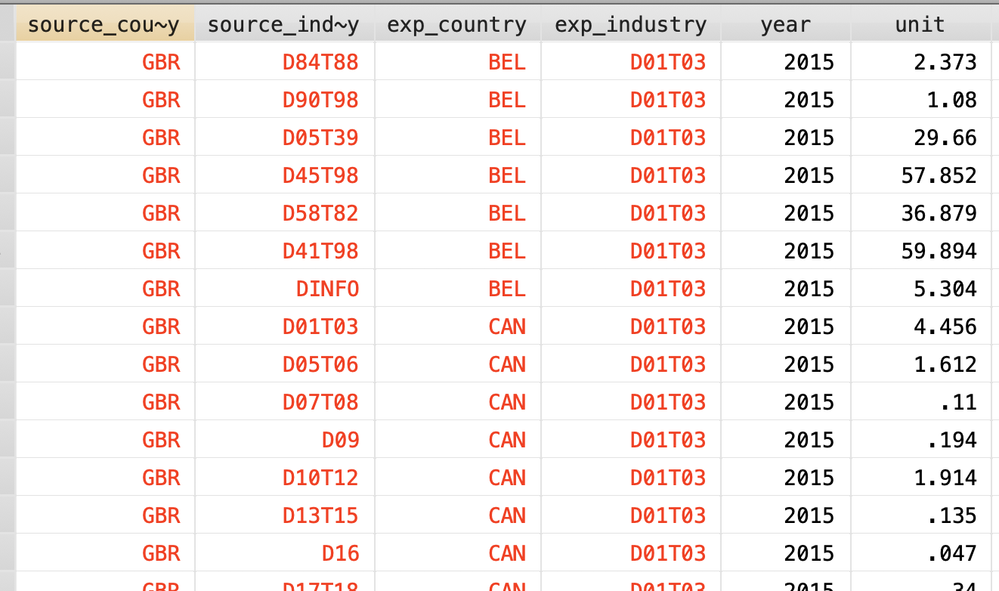 source_cou~y source_ind~y exp_country exp_industry year unit
GBR D84T88 BEL D01T03 2015 2.373
GBR D90T98 BEL D01T03 2015 1.08
GBR D05T39 BEL D01T03 2015 29.66
GBR D45T98 BEL D01T03 2015 57.852
GBR D58T82 BEL D01T03 2015 36.879
GBR D41T98 BEL D01T03 2015 59.894
GBR DINFO BEL D01T03 2015 5.304
GBR D01T03 CAN D01T03 2015 4.456
GBR D05T06 CAN D01T03 2015 1.612
GBR D07T08 CAN D01T03 2015 .11
GBR D09 CAN D01T03 2015 .194
GBR D10T12 CAN D01T03 2015 1.914
GBR D13T15 CAN D01T03 2015 .135
GBR D16 CAN D01T03 2015 .047
GBR D17T18 CAN D01T03 2015 .34